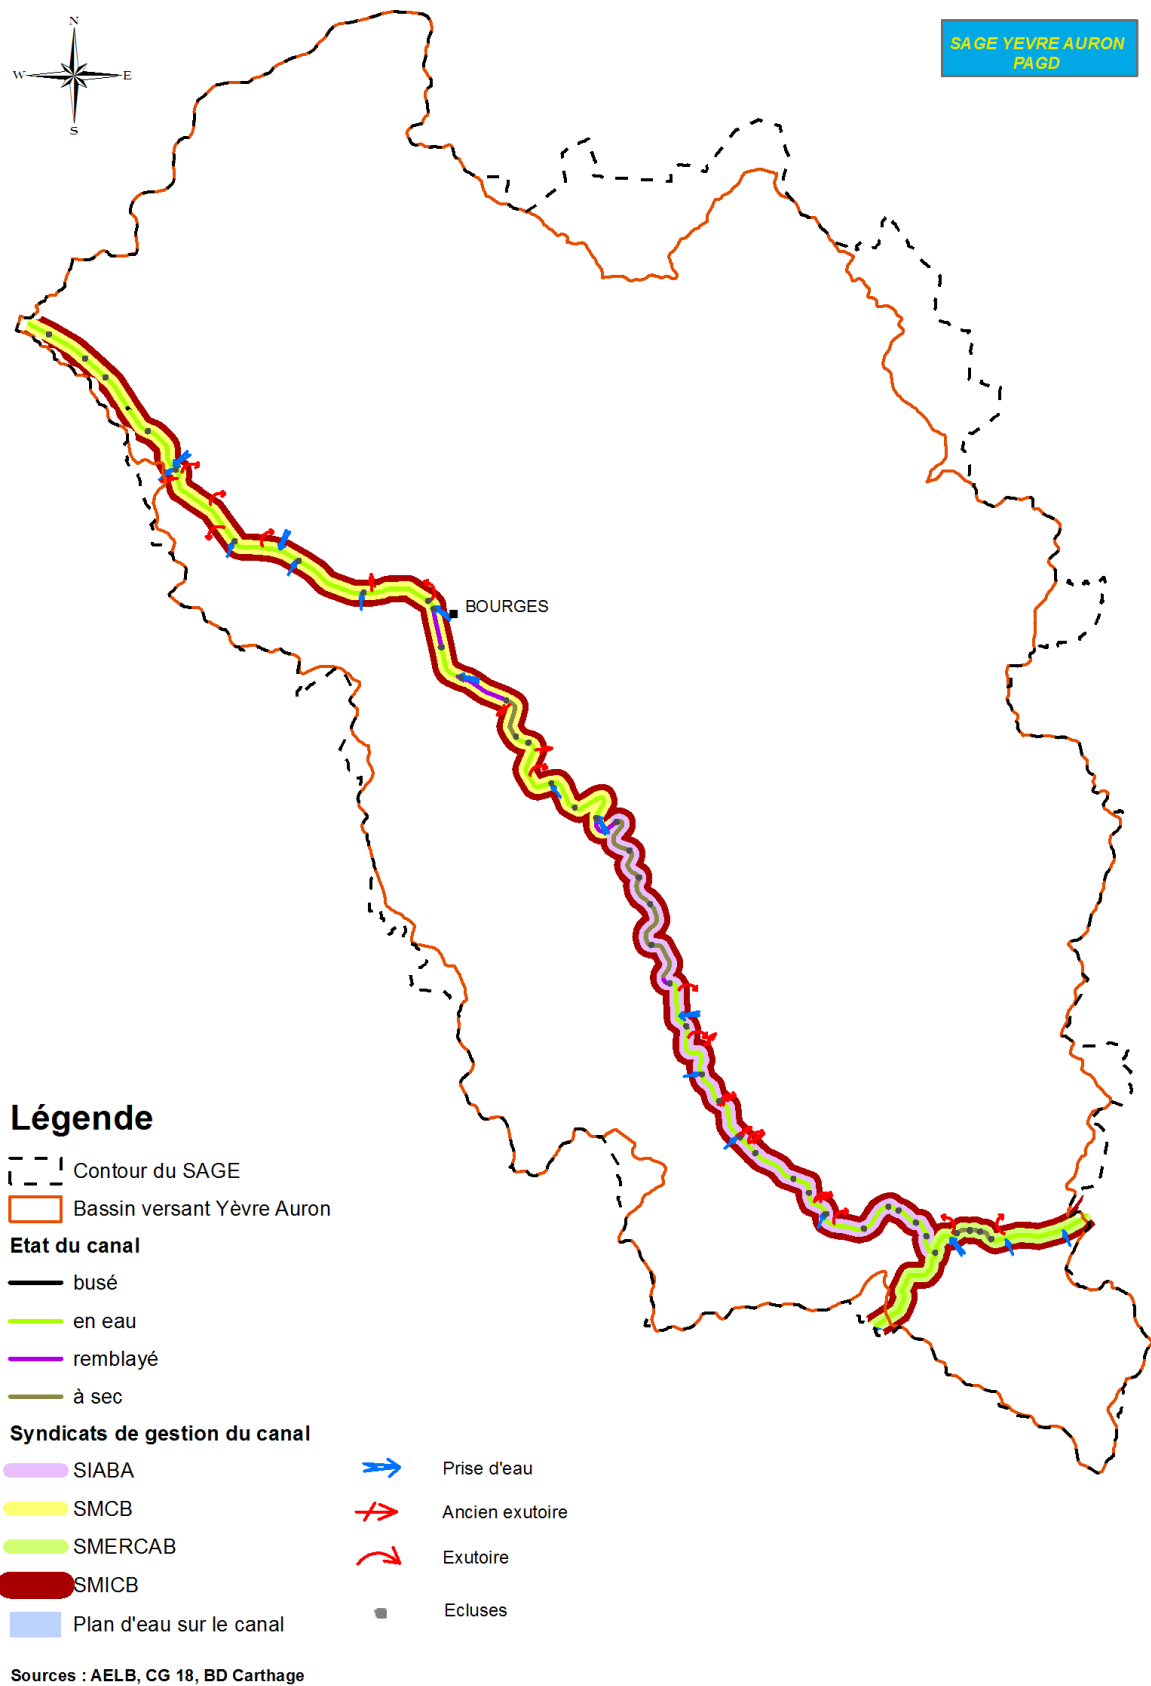 N
W E
S
SAGE YEVRE AURON
PAGD
BOURGES
Légende
Contour du SAGE
Bassin versant Yèvre Auron
Etat du canal
busé
en eau
remblayé
à sec
Syndicats de gestion du canal
SIABA
SMCB
SMERCAB
SMICB
Plan d'eau sur le canal
Prise d'eau
Ancien exutoire
Exutoire
Ecluses
Sources : AELB, CG 18, BD Carthage